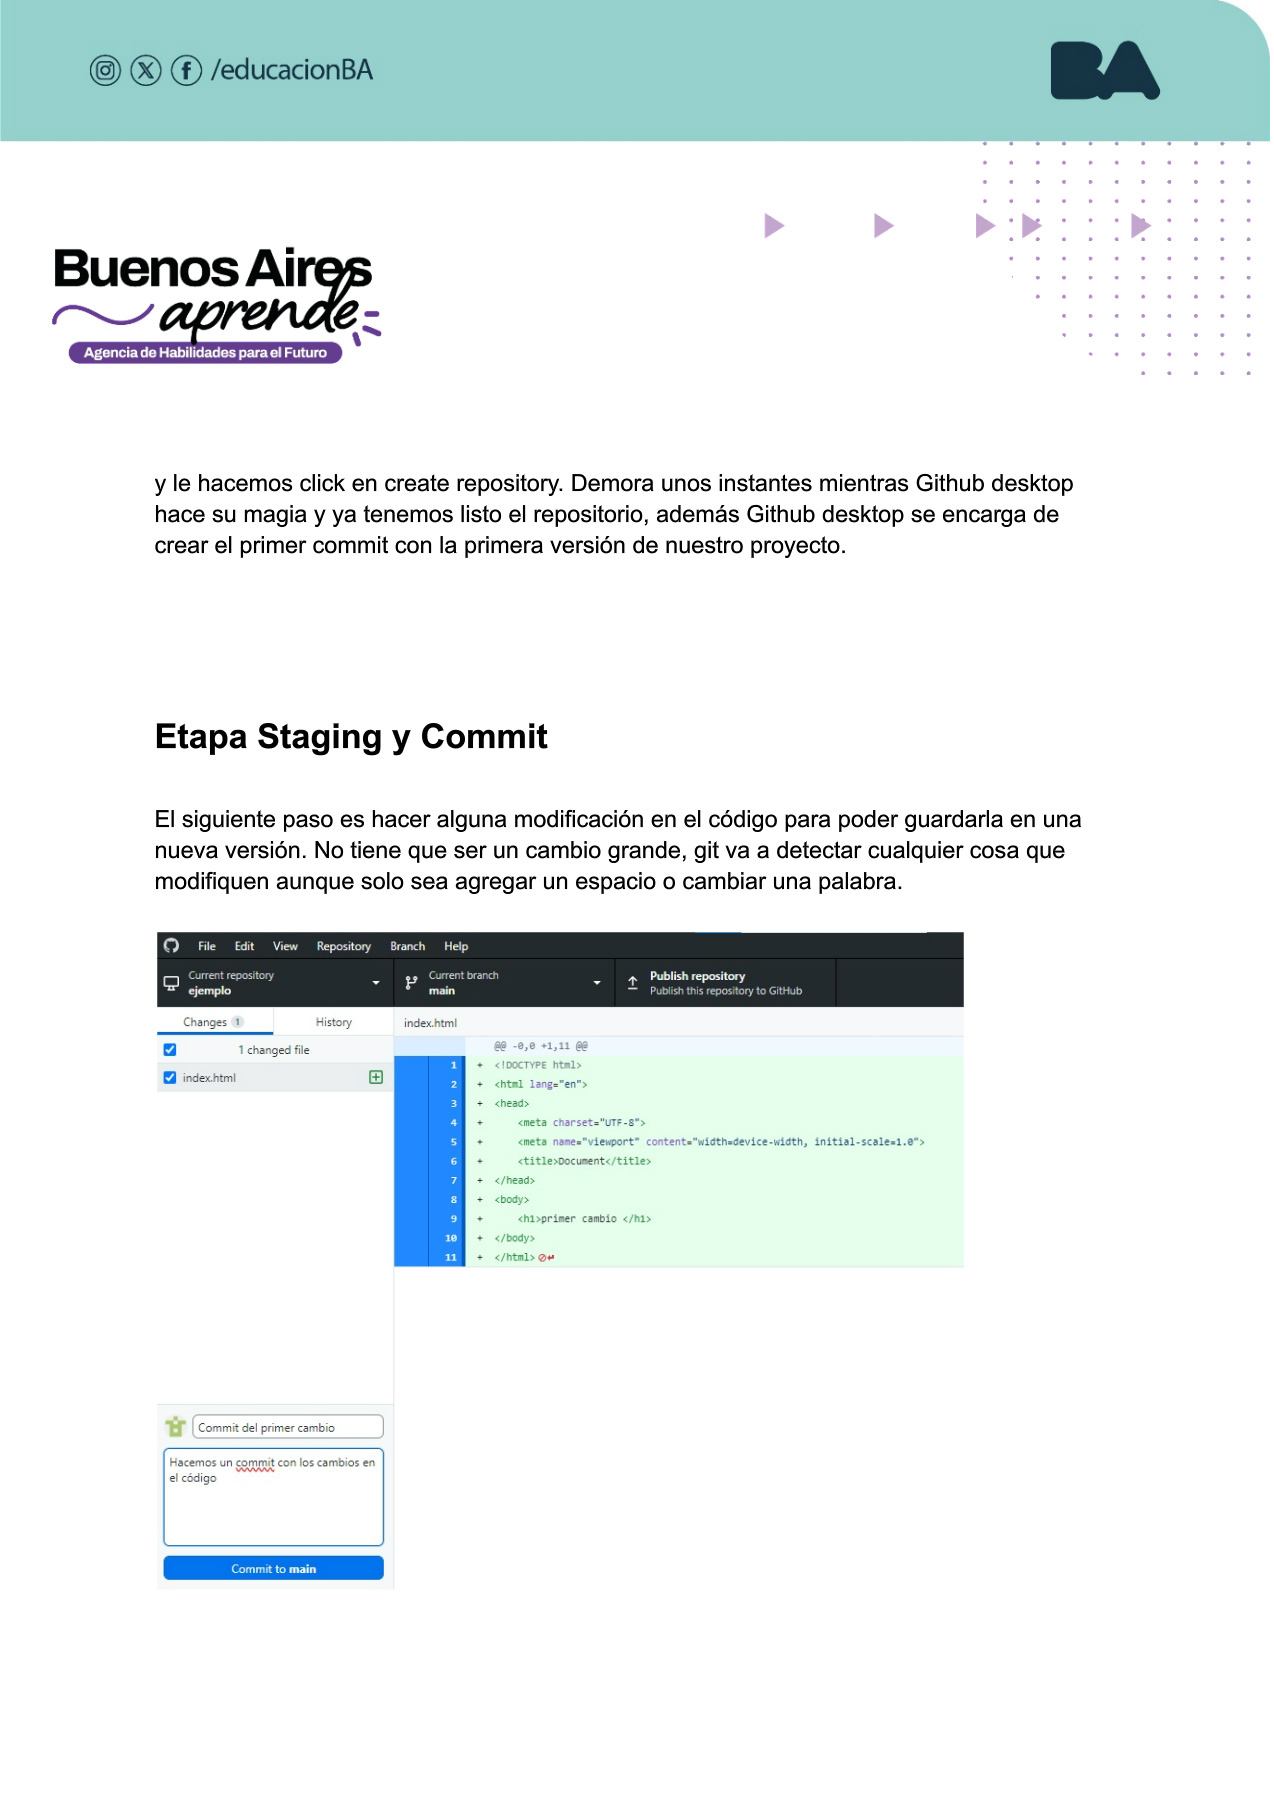 /educacionBA
BA
Buenos Aires
aprende
Agencia de Habilidades para el Futuro
y le hacemos click en create repository. Demora unos instantes mientras Github desktop
hace su magia y ya tenemos listo el repositorio, además Github desktop se encarga de
crear el primer commit con la primera versión de nuestro proyecto.
Etapa Staging y Commit
El siguiente paso es hacer alguna modificación en el código para poder guardarla en una
nueva versión. No tiene que ser un cambio grande, git va a detectar cualquier cosa que
modifiquen aunque solo sea agregar un espacio o cambiar una palabra.
File Edit View Repository Branch Help
Current repository
ejemplo
Current branch
main
Publish repository
Publish this repository to GitHub
Changes 1 History
1 changed file
index.html
index.html
@@ -0,0 +1,11 @@
1 + <!DOCTYPE html>
2 + <html lang="en">
3 + <head>
4 + <meta charset="UTF-8">
5 + <meta name="viewport" content="width=device-width, initial-scale=1.0">
6 + <title>Document</title>
7 + </head>
8 + <body>
9 + <h1>primer cambio </h1>
10 + </body>
11 + </html>
Commit del primer cambio
Hacemos un commit con los cambios en
el código
Commit to main